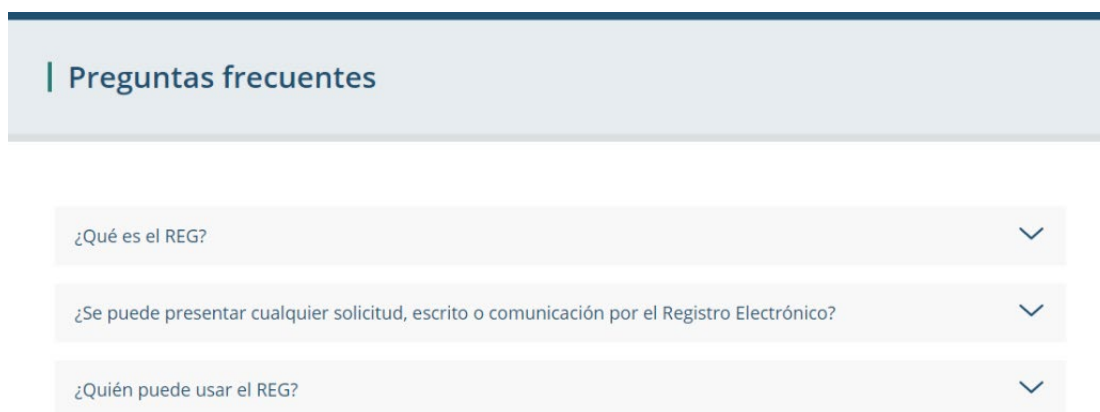 Preguntas frecuentes
¿Qué es el REG?
¿Se puede presentar cualquier solicitud, escrito o comunicación por el Registro Electrónico?
¿Quién puede usar el REG?